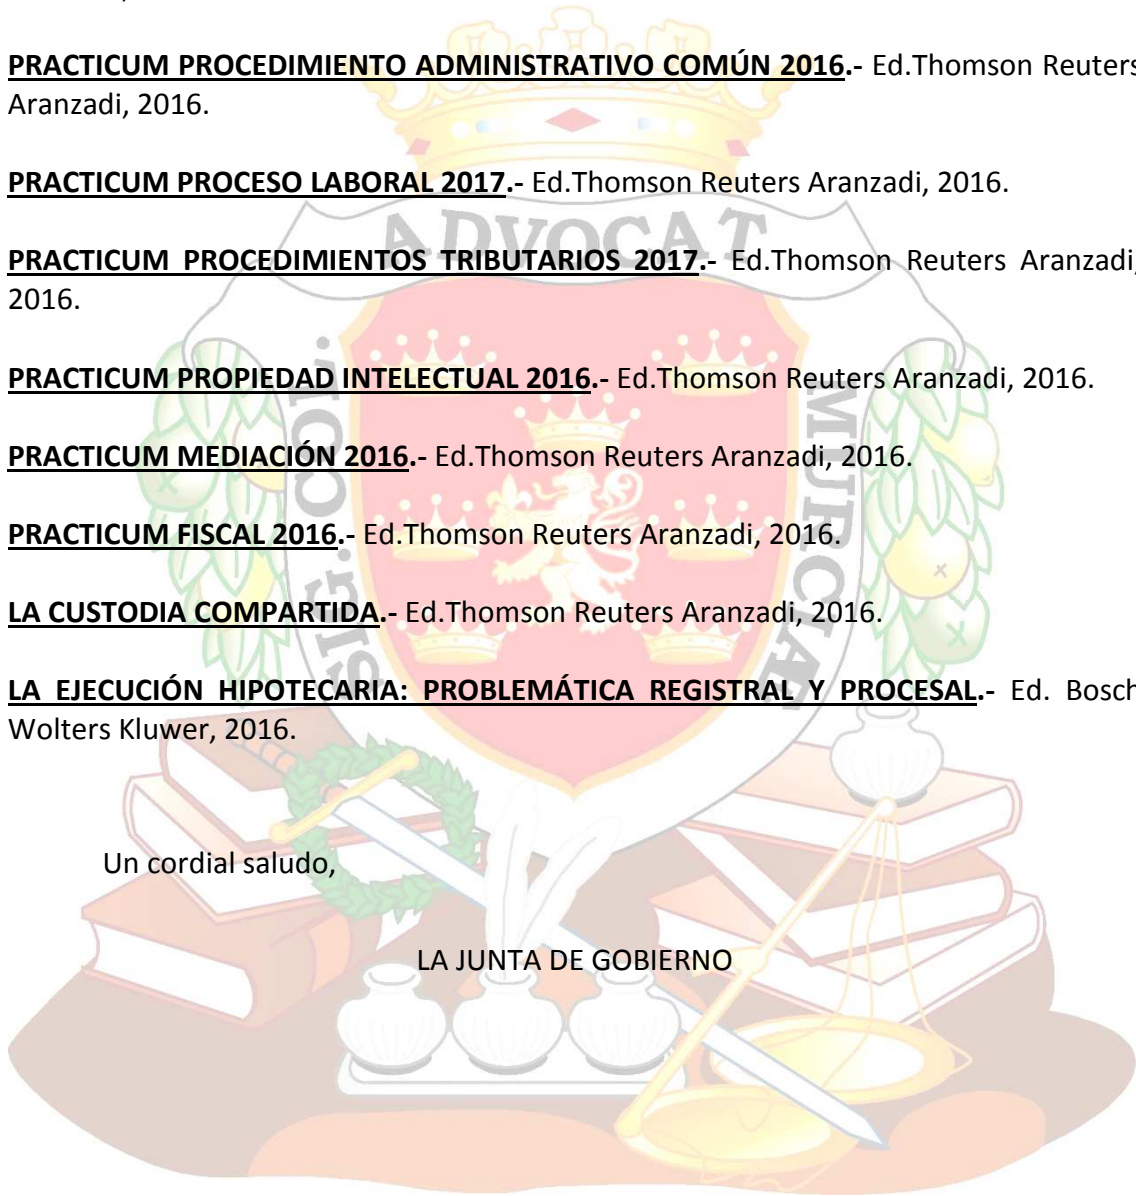 PRACTICUM PROCEDIMIENTO ADMINISTRATIVO COMÚN 2016.- Ed.Thomson Reuters
Aranzadi, 2016.
PRACTICUM PROCESO LABORAL 2017.- Ed.Thomson Reuters Aranzadi, 2016.
ADVOCAT
PRACTICUM PROCEDIMIENTOS TRIBUTARIOS 2017.- Ed.Thomson Reuters Aranzadi,
2016.
SIG. COL.
MURCIÆ
PRACTICUM PROPIEDAD INTELECTUAL 2016.- Ed.Thomson Reuters Aranzadi, 2016.
PRACTICUM MEDIACIÓN 2016.- Ed.Thomson Reuters Aranzadi, 2016.
PRACTICUM FISCAL 2016.- Ed.Thomson Reuters Aranzadi, 2016.
LA CUSTODIA COMPARTIDA.- Ed.Thomson Reuters Aranzadi, 2016.
LA EJECUCIÓN HIPOTECARIA: PROBLEMÁTICA REGISTRAL Y PROCESAL.- Ed. Bosch
Wolters Kluwer, 2016.
Un cordial saludo,
LA JUNTA DE GOBIERNO